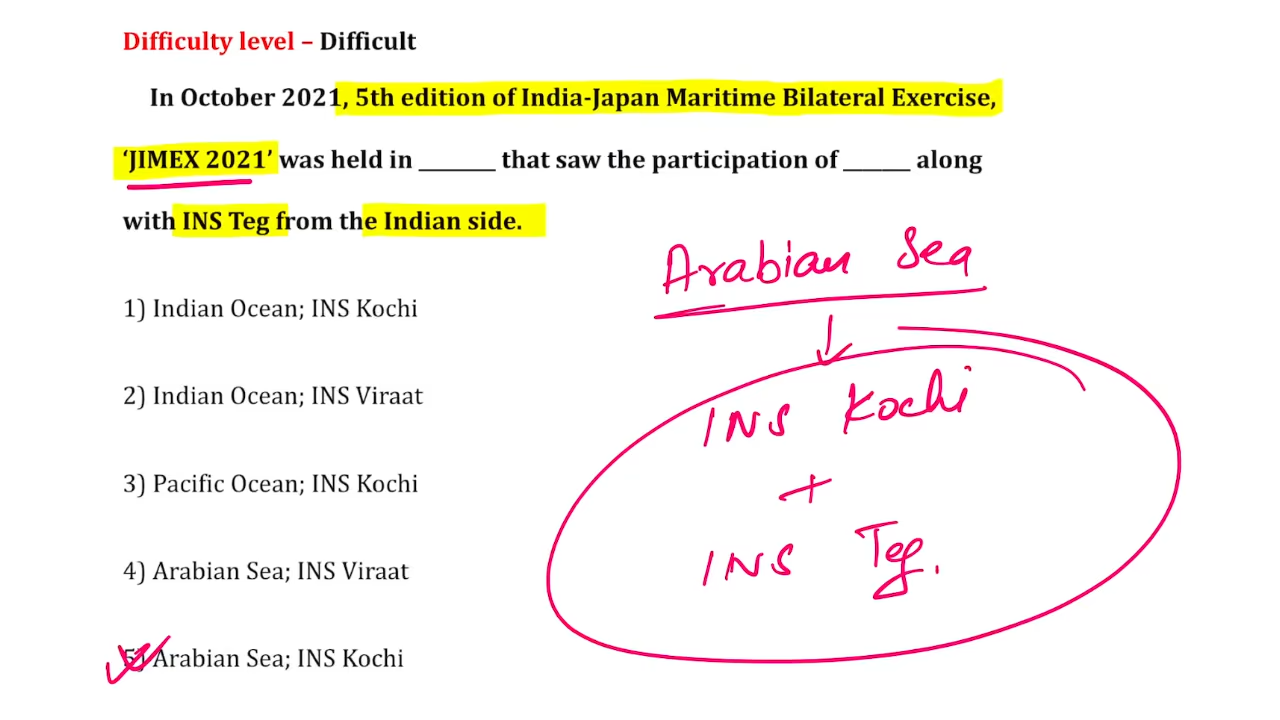 Difficulty level – Difficult
In October 2021, 5th edition of India-Japan Maritime Bilateral Exercise,
‘JIMEX 2021’ was held in _______ that saw the participation of ______ along
with INS Teg from the Indian side.
Arabian Sea
1) Indian Ocean; INS Kochi
2) Indian Ocean; INS Viraat
INS Kochi
+
3) Pacific Ocean; INS Kochi
INS Teg.
4) Arabian Sea; INS Viraat
5) Arabian Sea; INS Kochi